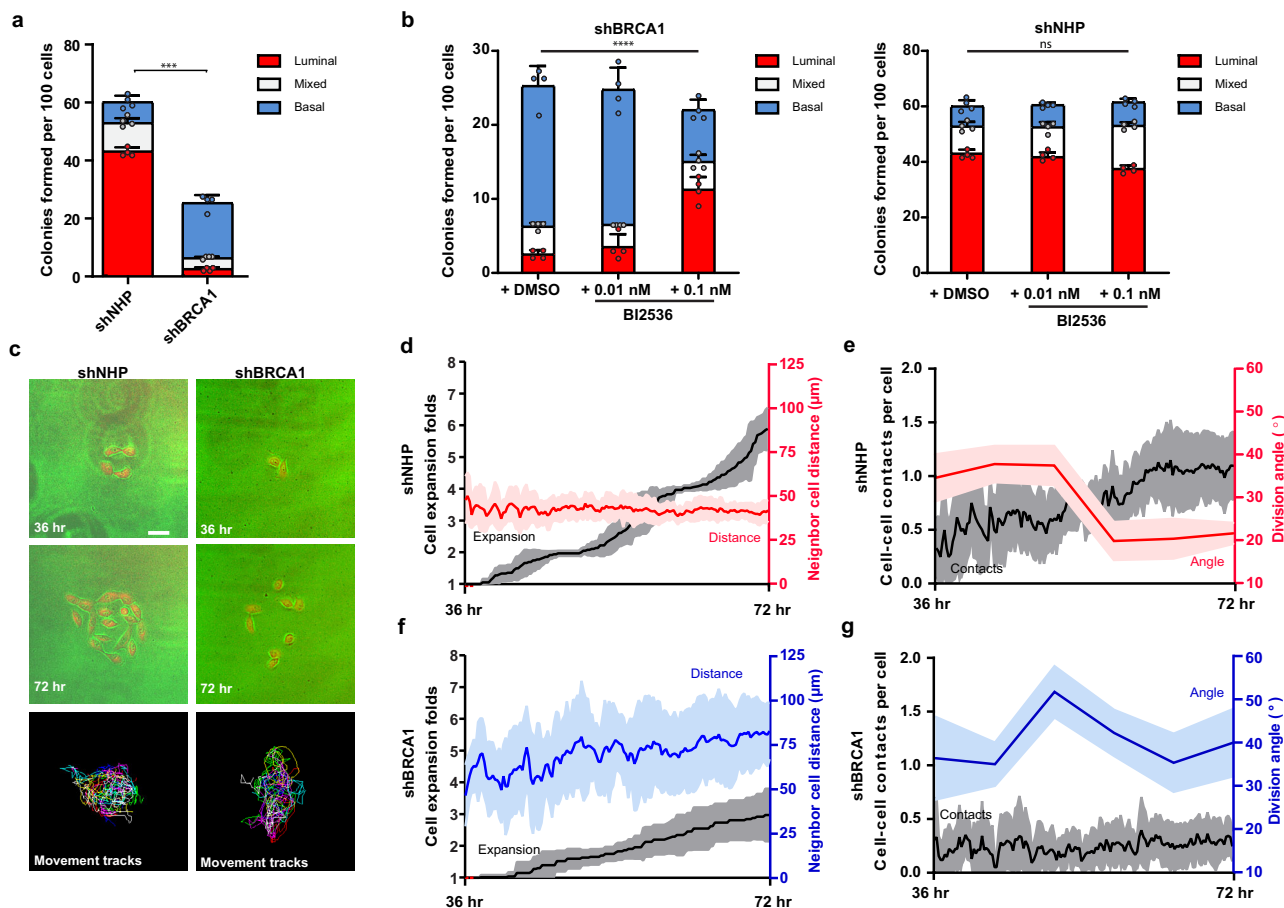 a
Colonies formed per 100 cells
80
60
40
20
0
***
Luminal
Mixed
Basal
shNHP
shBRCA1
b
shBRCA1
Colonies formed per 100 cells
30
20
10
0
****
Luminal
Mixed
Basal
+ DMSO
+ 0.01 nM
+ 0.1 nM
BI2536
shNHP
80
60
40
20
0
Colonies formed per 100 cells
ns
Luminal
Mixed
Basal
+ DMSO
+ 0.01 nM
+ 0.1 nM
BI2536
c
shNHP
shBRCA1
36 hr
36 hr
72 hr
72 hr
Movement tracks
Movement tracks
d
shNHP
Cell expansion folds
8
7
6
5
4
3
2
1
Expansion
Distance
125
100
75
50
25
0
Neighbor cell distance (µm)
36 hr
72 hr
e
shNHP
Cell-cell contacts per cell
2.0
1.5
1.0
0.5
0.0
Contacts
Angle
60
50
40
30
20
10
Division angle (°)
36 hr
72 hr
f
shBRCA1
Cell expansion folds
8
7
6
5
4
3
2
1
Distance
Expansion
125
100
75
50
25
0
Neighbor cell distance (µm)
36 hr
72 hr
g
shBRCA1
Cell-cell contacts per cell
2.0
1.5
1.0
0.5
0.0
Angle
Contacts
60
50
40
30
20
10
Division angle (°)
36 hr
72 hr